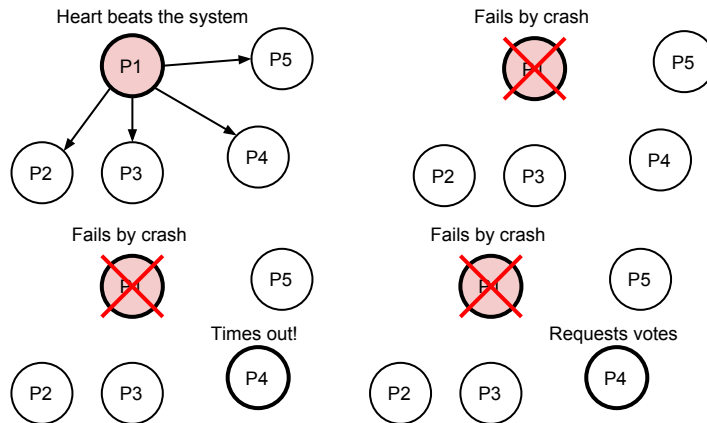 Heart beats the system
P1
P5
P2
P3
P4
Fails by crash
P5
P2
P3
P4
Fails by crash
P5
Times out!
P2
P3
P4
Fails by crash
P5
Requests votes
P2
P3
P4